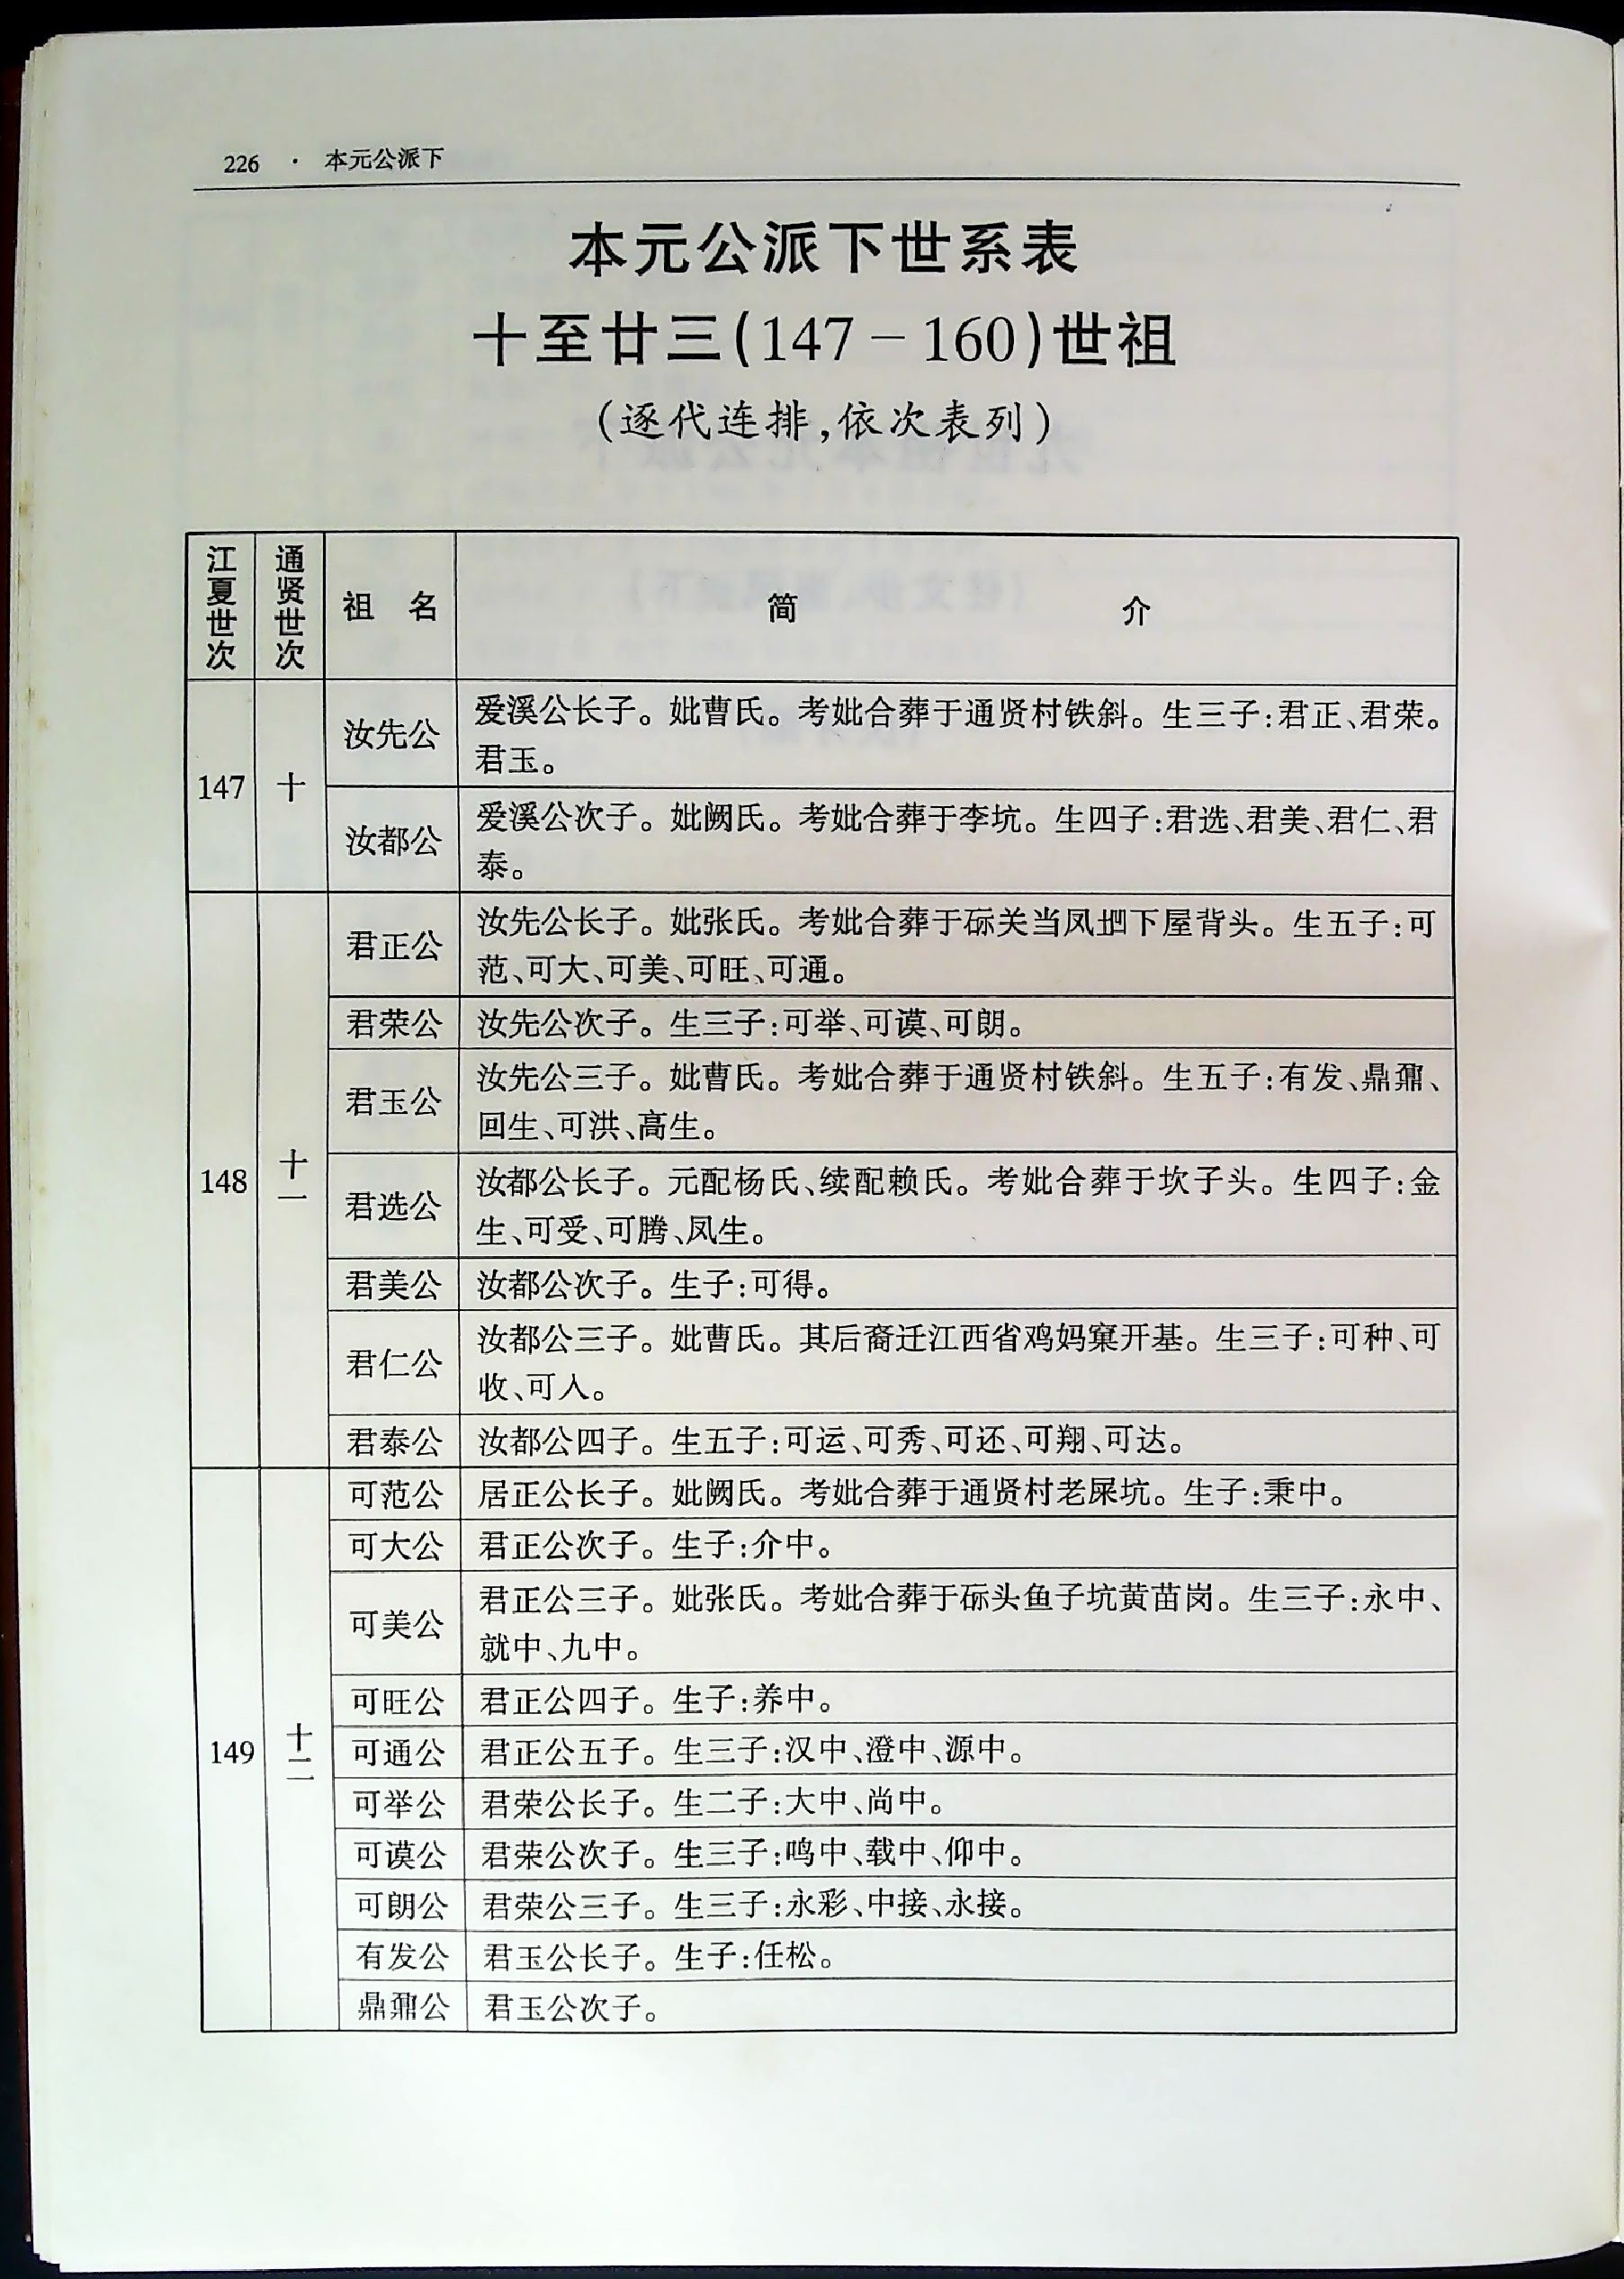 226 · 本元公派下
本元公派下世系表
十至廿三(147－160)世祖
(逐代连排,依次表列)
江夏世次 通贤世次 祖 名 简 介
147 十
汝先公 爱溪公长子。妣曹氏。考妣合葬于通贤村铁斜。生三子:君正、君荣。
君玉。
汝都公 爱溪公次子。妣阙氏。考妣合葬于李坑。生四子:君选、君美、君仁、君
泰。
148 十一
君正公 汝先公长子。妣张氏。考妣合葬于磜关当凤下屋背头。生五子:可
范、可大、可美、可旺、可通。
君荣公 汝先公次子。生三子:可举、可谟、可朗。
君玉公 汝先公三子。妣曹氏。考妣合葬于通贤村铁斜。生五子:有发、鼎鼐、
回生、可洪、高生。
君选公 汝都公长子。元配杨氏、续配赖氏。考妣合葬于坎子头。生四子:金
生、可受、可腾、凤生。
君美公 汝都公次子。生子:可得。
君仁公 汝都公三子。妣曹氏。其后裔迁江西省鸡妈窠开基。生三子:可种、可
收、可人。
君泰公 汝都公四子。生五子:可运、可秀、可还、可翔、可达。
149 十二
可范公 居正公长子。妣阙氏。考妣合葬于通贤村老屎坑。生子:秉中。
可大公 君正公次子。生子:介中。
可美公 君正公三子。妣张氏。考妣合葬于磜头鱼子坑黄苗岗。生三子:永中、
就中、九中。
可旺公 君正公四子。生子:养中。
可通公 君正公五子。生三子:汉中、澄中、源中。
可举公 君荣公长子。生二子:大中、尚中。
可谟公 君荣公次子。生三子:鸣中、载中、仰中。
可朗公 君荣公三子。生三子:永彩、中接、永接。
有发公 君玉公长子。生子:任松。
鼎鼐公 君玉公次子。